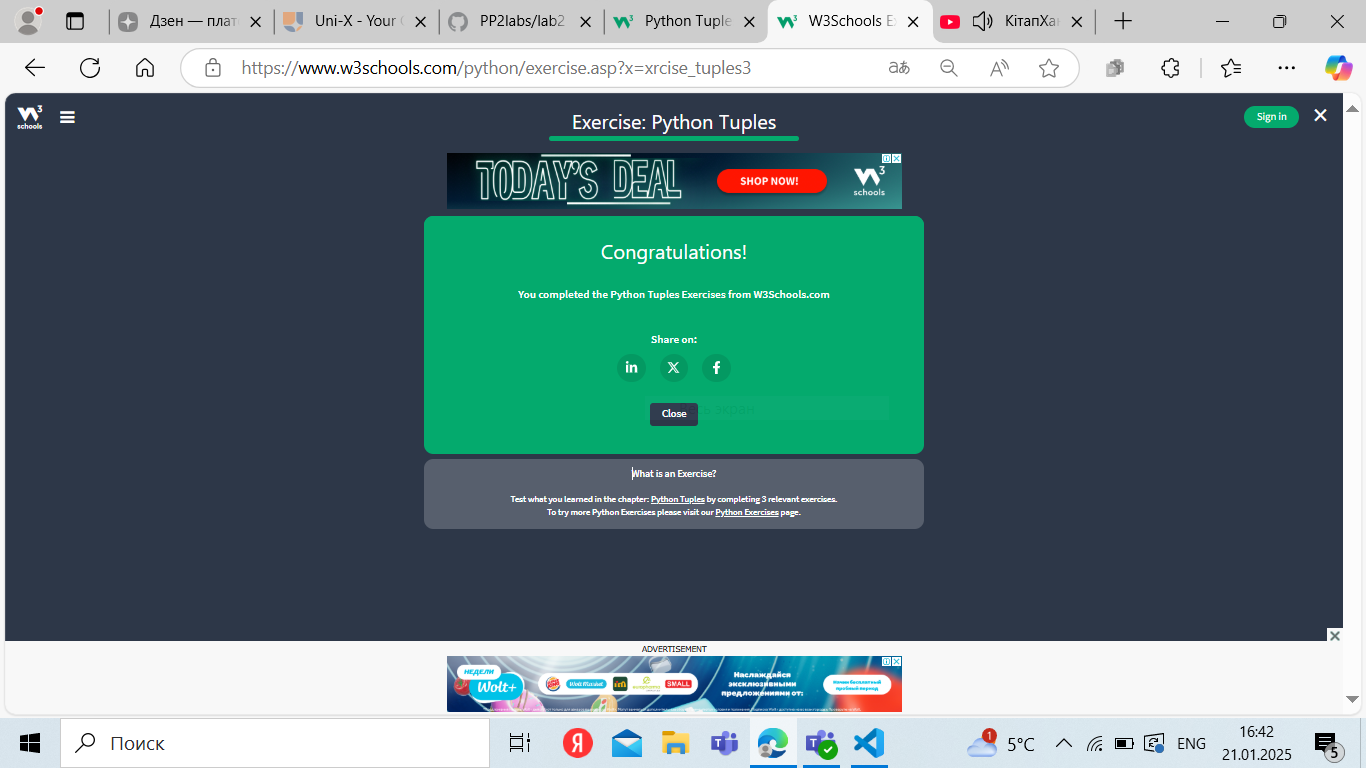 Дзен — плат
Uni-X - Your
PP2labs/lab2
Python Tuple
W3Schools E
КітапХа
https://www.w3schools.com/python/exercise.asp?x=xrcise_tuples3
3
schools
Exercise: Python Tuples
Sign in
TODAY'S DEAL
SHOP NOW!
3
schools
Congratulations!
You completed the Python Tuples Exercises from W3Schools.com
Share on:
in
X
f
Close
What is an Exercise?
Test what you learned in the chapter: Python Tuples by completing 3 relevant exercises.
To try more Python Exercises please visit our Python Exercises page.
ADVERTISEMENT
НЕДЕЛИ
Wolt+
Wolt Market
SMALL
Наслаждайся
эксклюзивными
предложениями от:
Начни бесплатный
пробный период
Поиск
Я
1
5°C
ENG
16:42
21.01.2025
5